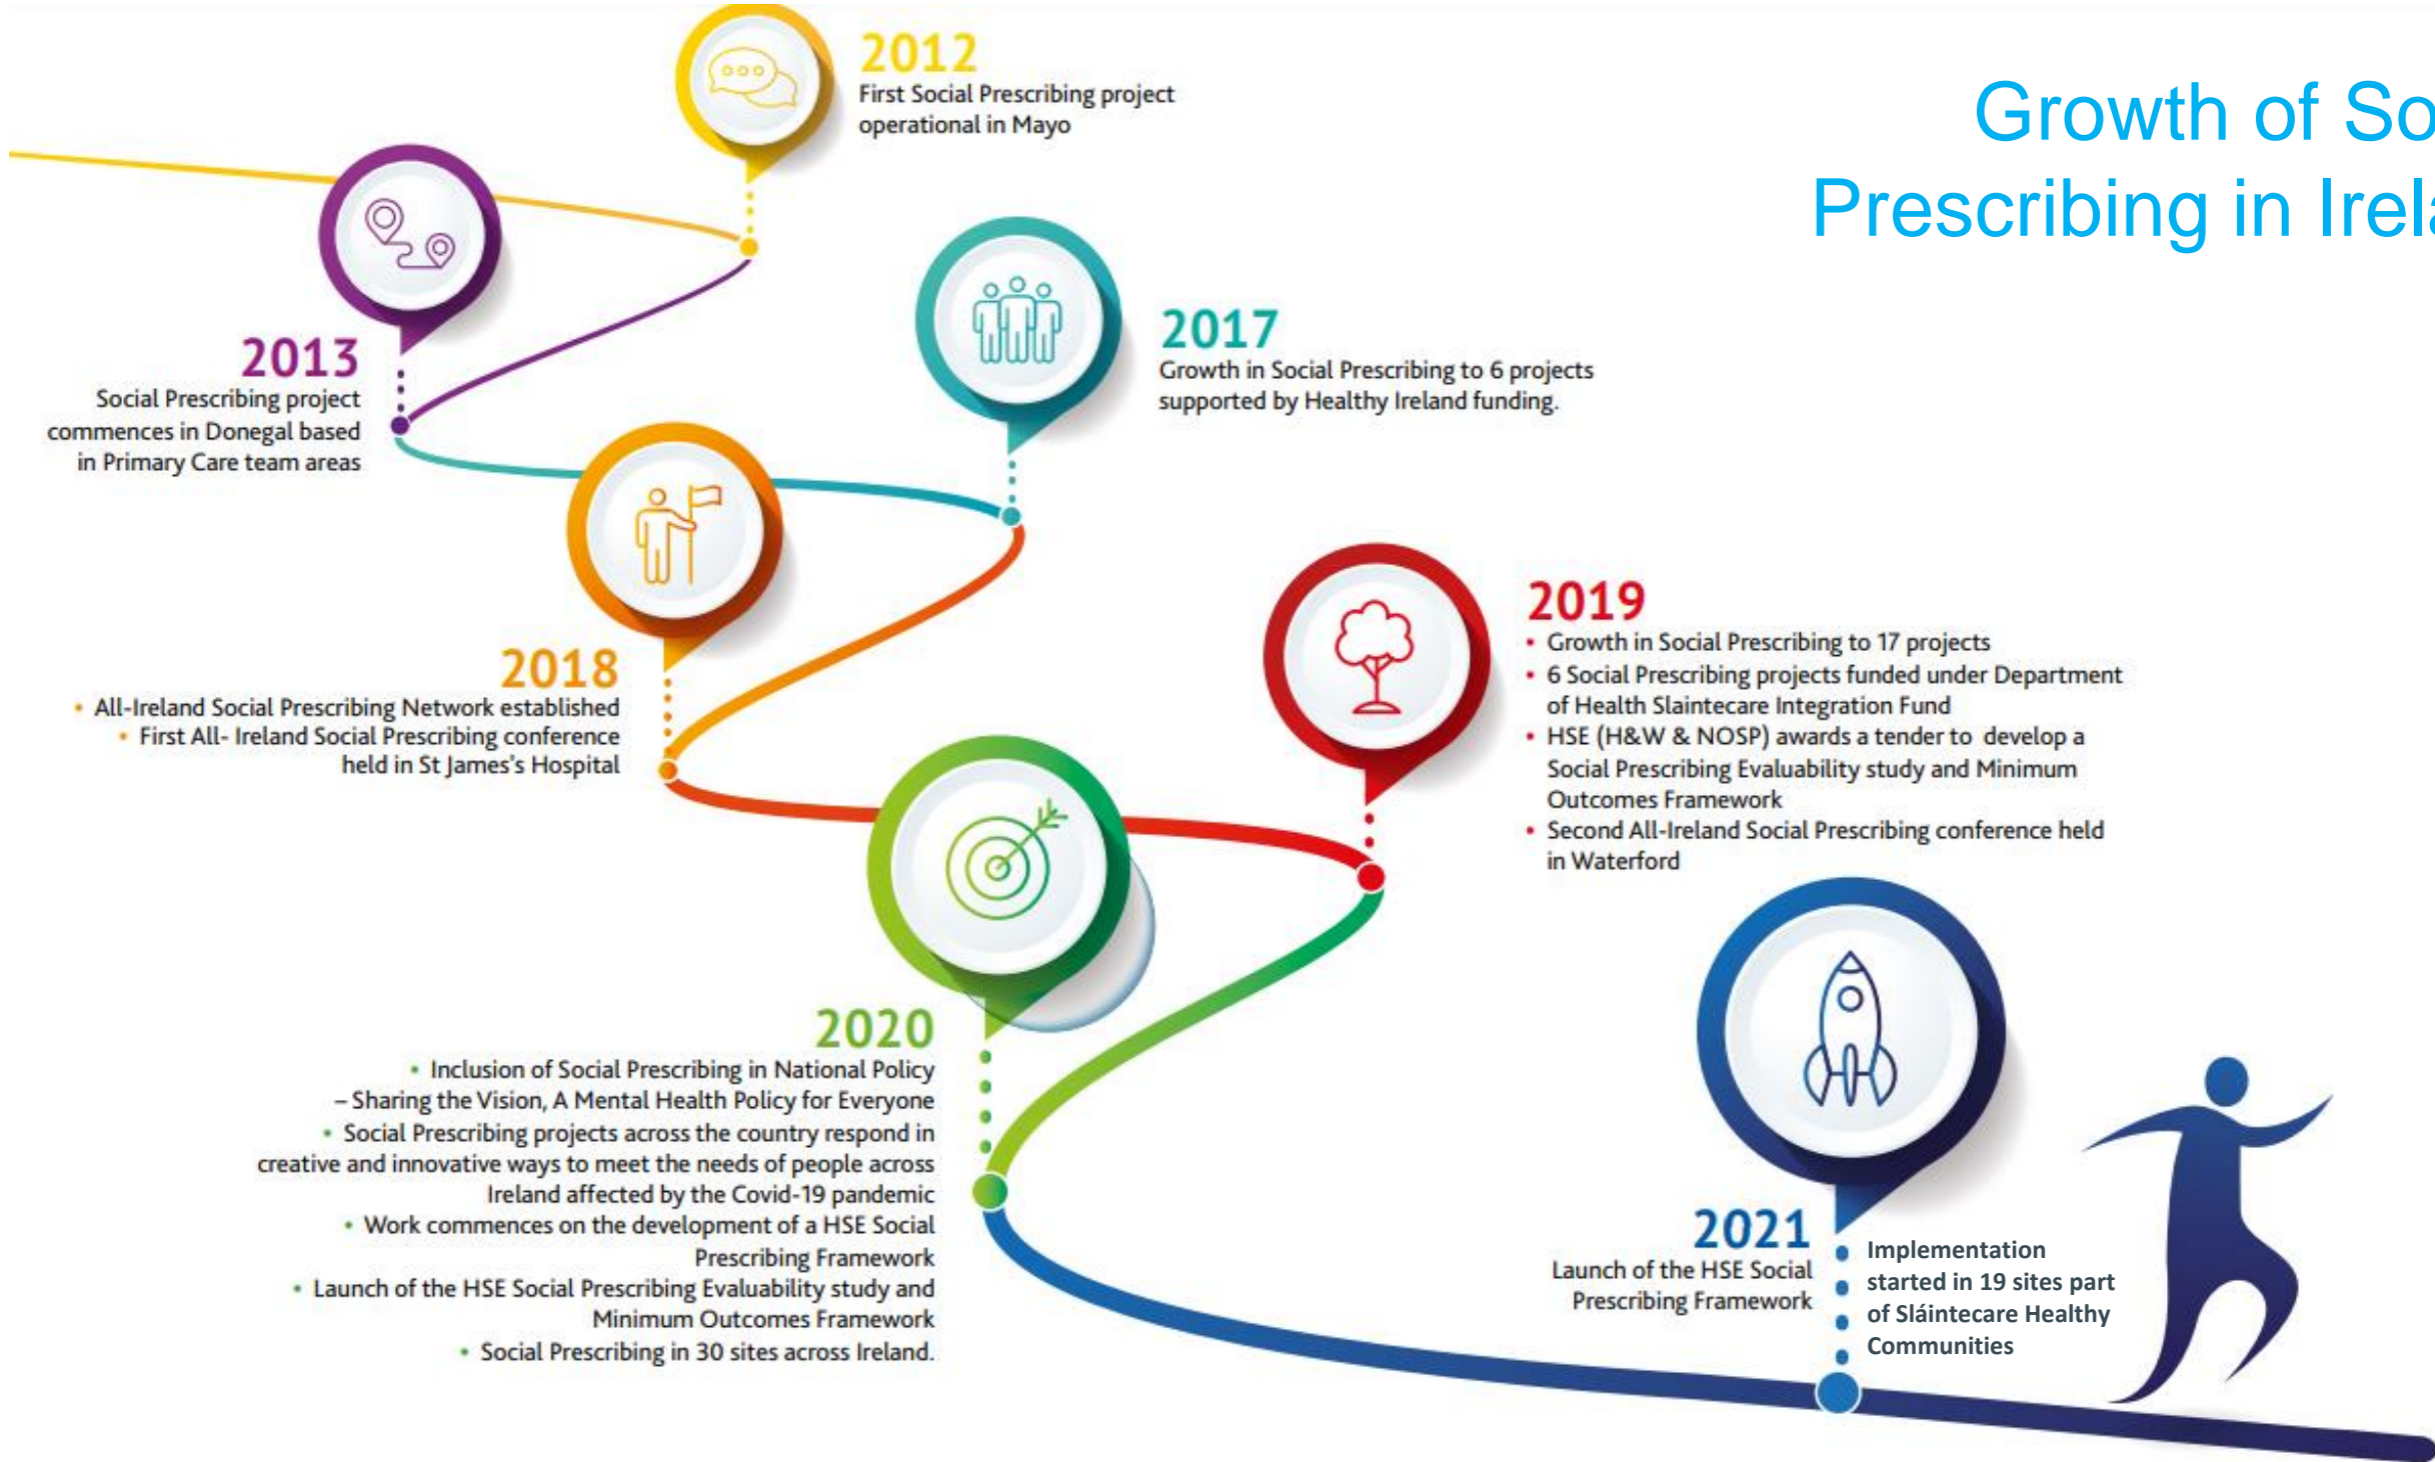 Growth of So
Prescribing in Irela
2012
First Social Prescribing project
operational in Mayo
2013
Social Prescribing project
commences in Donegal based
in Primary Care team areas
2017
Growth in Social Prescribing to 6 projects
supported by Healthy Ireland funding.
2018
• All-Ireland Social Prescribing Network established
• First All- Ireland Social Prescribing conference
held in St James's Hospital
2019
• Growth in Social Prescribing to 17 projects
• 6 Social Prescribing projects funded under Department
of Health Slaintecare Integration Fund
• HSE (H&W & NOSP) awards a tender to develop a
Social Prescribing Evaluability study and Minimum
Outcomes Framework
• Second All-Ireland Social Prescribing conference held
in Waterford
2020
• Inclusion of Social Prescribing in National Policy
– Sharing the Vision, A Mental Health Policy for Everyone
• Social Prescribing projects across the country respond in
creative and innovative ways to meet the needs of people across
Ireland affected by the Covid-19 pandemic
• Work commences on the development of a HSE Social
Prescribing Framework
• Launch of the HSE Social Prescribing Evaluability study and
Minimum Outcomes Framework
• Social Prescribing in 30 sites across Ireland.
2021
Launch of the HSE Social
Prescribing Framework
Implementation
started in 19 sites part
of Sláintecare Healthy
Communities